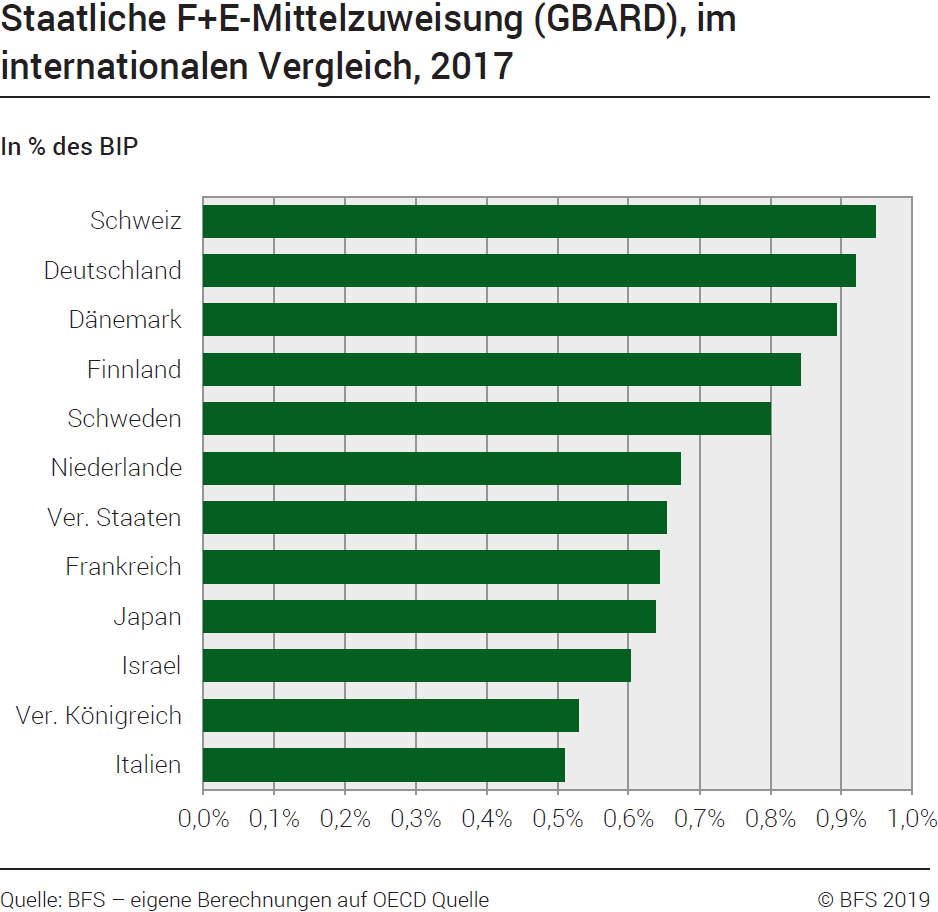 Staatliche F+E-Mittelzuweisung (GBARD), im
internationalen Vergleich, 2017
In % des BIP
Schweiz
Deutschland
Dänemark
Finnland
Schweden
Niederlande
Ver. Staaten
Frankreich
Japan
Israel
Ver. Königreich
Italien
0,0% 0,1% 0,2% 0,3% 0,4% 0,5% 0,6% 0,7% 0,8% 0,9% 1,0%
Quelle: BFS – eigene Berechnungen auf OECD Quelle © BFS 2019